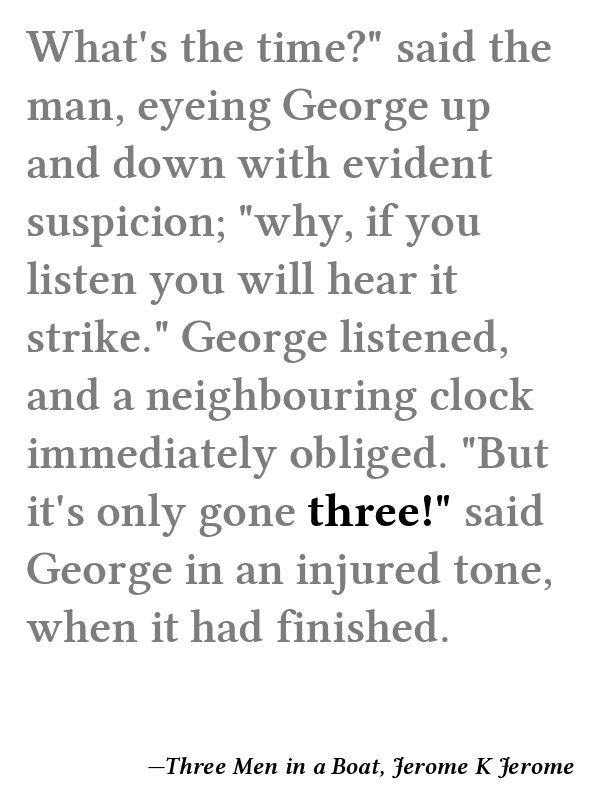 What's the time?" said the
man, eyeing George up
and down with evident
suspicion; "why, if you
listen you will hear it
strike." George listened,
and a neighbouring clock
immediately obliged. "But
it's only gone three!" said
George in an injured tone,
when it had finished.
—Three Men in a Boat, Jerome K Jerome